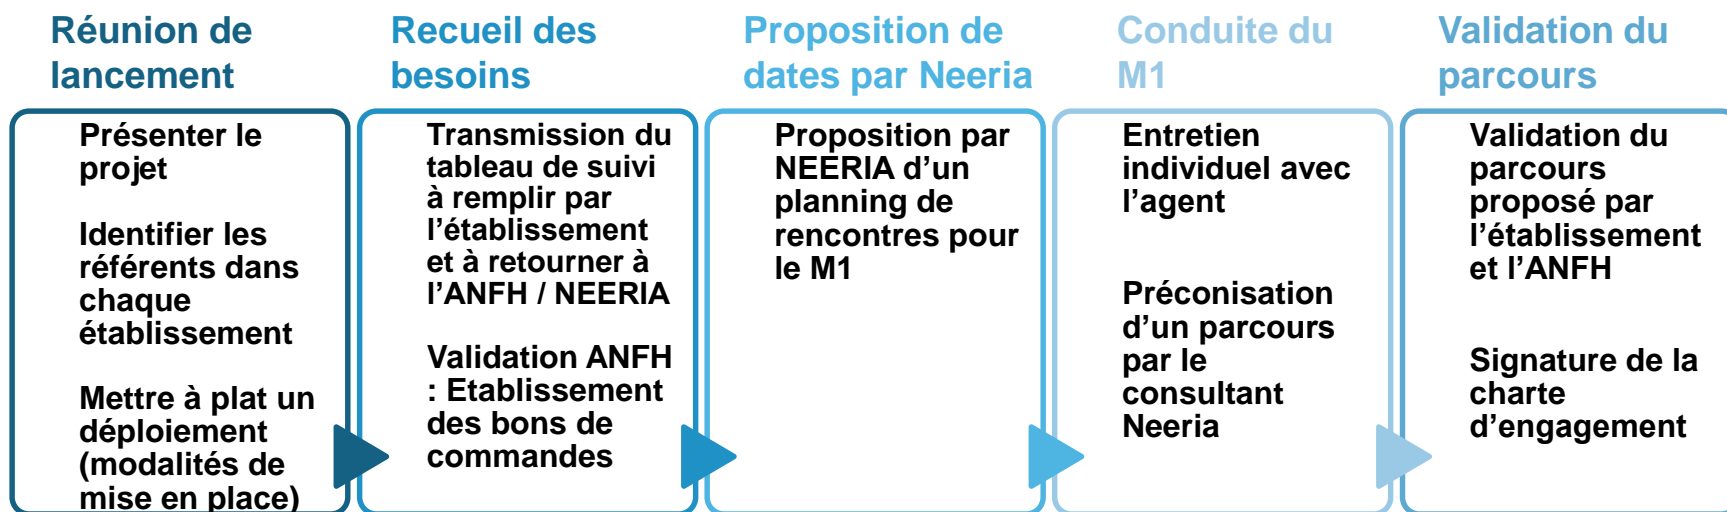 Réunion de
lancement
Présenter le
projet
Identifier les
référents dans
chaque
établissement
Mettre à plat un
déploiement
(modalités de
mise en place)
Recueil des
besoins
Transmission du
tableau de suivi
à remplir par
l’établissement
et à retourner à
l’ANFH / NEERIA
Validation ANFH
: Etablissement
des bons de
commandes
Proposition de
dates par Neeria
Proposition par
NEERIA d’un
planning de
rencontres pour
le M1
Conduite du
M1
Entretien
individuel avec
l’agent
Préconisation
d’un parcours
par le
consultant
Neeria
Validation du
parcours
Validation du
parcours
proposé par
l’établissement
et l’ANFH
Signature de la
charte
d’engagement